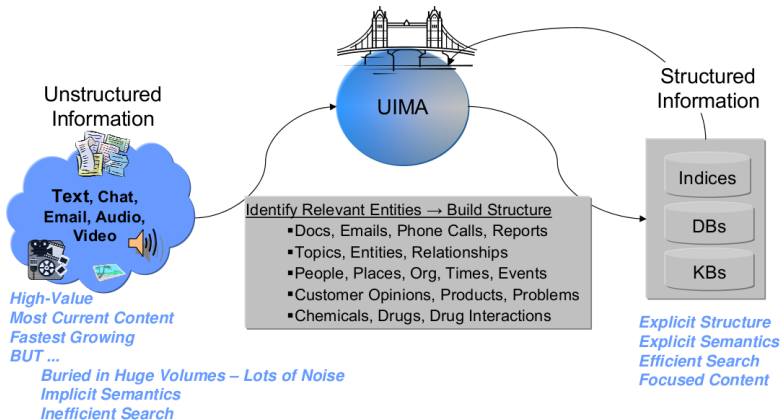 UIMA
Unstructured
Information
Text, Chat,
Email, Audio,
Video
High-Value
Most Current Content
Fastest Growing
BUT ...
Buried in Huge Volumes – Lots of Noise
Implicit Semantics
Inefficient Search
Identify Relevant Entities → Build Structure
▪Docs, Emails, Phone Calls, Reports
▪Topics, Entities, Relationships
▪People, Places, Org, Times, Events
▪Customer Opinions, Products, Problems
▪Chemicals, Drugs, Drug Interactions
Structured
Information
Indices
DBs
KBs
Explicit Structure
Explicit Semantics
Efficient Search
Focused Content